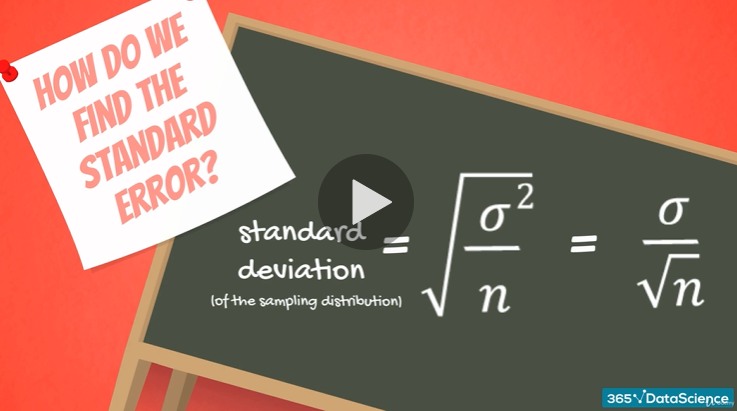 HOW DO WE
FIND THE
STANDARD
ERROR?
standard
deviation
(of the sampling distribution)
= √(σ²/n) = σ/√n
365√DataScience